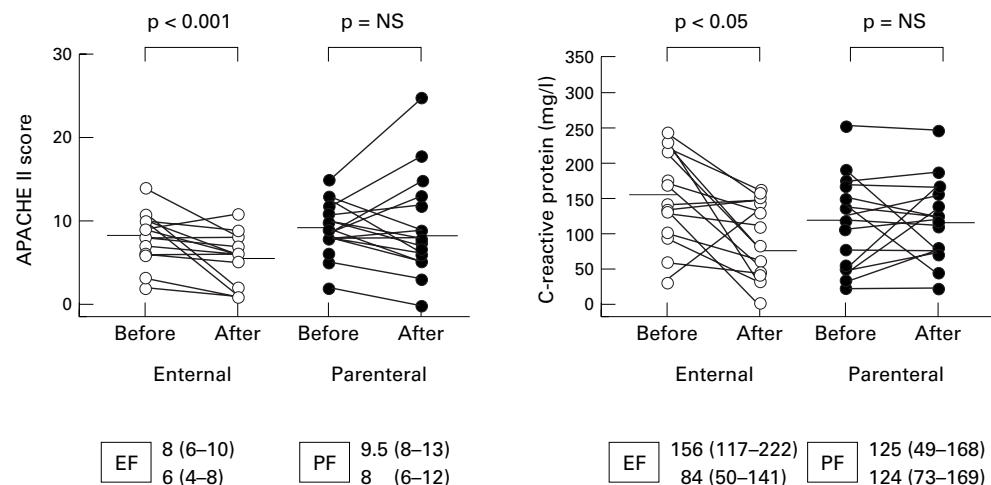 p < 0.001
p = NS
30
20
10
0
APACHE II score
Before
After
Before
After
Enternal
Parenteral
EF
8 (6–10)
6 (4–8)
PF
9.5 (8–13)
8 (6–12)
p < 0.05
p = NS
350
300
250
200
150
100
50
0
C-reactive protein (mg/l)
Before
After
Before
After
Enternal
Parenteral
EF
156 (117–222)
84 (50–141)
PF
125 (49–168)
124 (73–169)